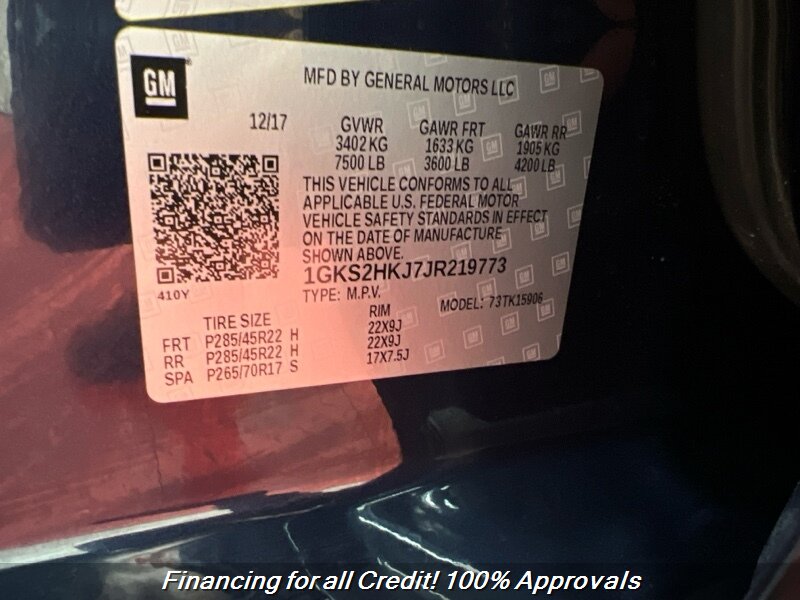 GM
MFD BY GENERAL MOTORS LLC
12/17
GVWR GAWR FRT GAWR RR
3402 KG 1633 KG 1905 KG
7500 LB 3600 LB 4200 LB
THIS VEHICLE CONFORMS TO ALL
APPLICABLE U.S. FEDERAL MOTOR
VEHICLE SAFETY STANDARDS IN EFFECT
ON THE DATE OF MANUFACTURE
SHOWN ABOVE.
1GKS2HKJ7JR219773
410Y
TYPE: M.P.V. MODEL: 73TK15906
TIRE SIZE RIM
FRT P285/45R22 H 22X9J
RR P285/45R22 H 22X9J
SPA P265/70R17 S 17X7.5J
Financing for all Credit! 100% Approvals